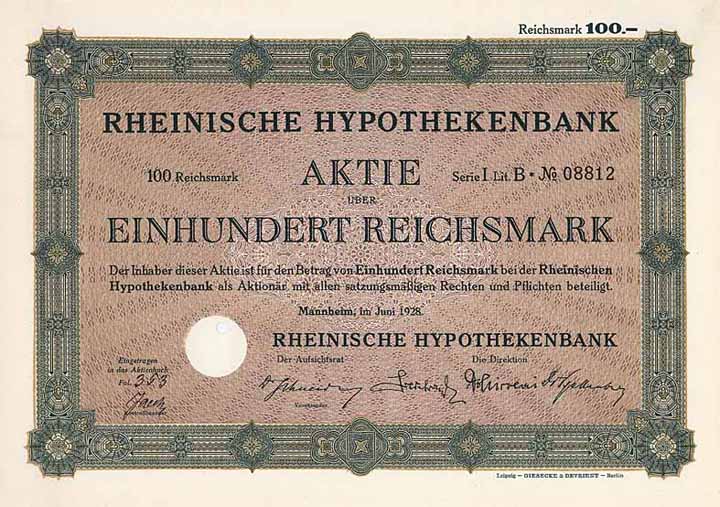 Reichsmark 100.—
RHEINISCHE HYPOTHEKENBANK
100 Reichsmark AKTIE Serie I Lit. B * № 08812
ÜBER
EINHUNDERT REICHSMARK
Der Inhaber dieser Aktie ist für den Betrag von Einhundert Reichsmark bei der Rheinischen
Hypothekenbank als Aktionär mit allen satzungsmäßigen Rechten und Pflichten beteiligt.
Mannheim, im Juni 1928.
RHEINISCHE HYPOTHEKENBANK
Der Aufsichtsrat Die Direktion
Eingetragen
in das Aktienbuch
Fol. 353
Vorsitzender
Kontrollbeamter
Leipzig – GIESECKE & DEVRIENT – Berlin